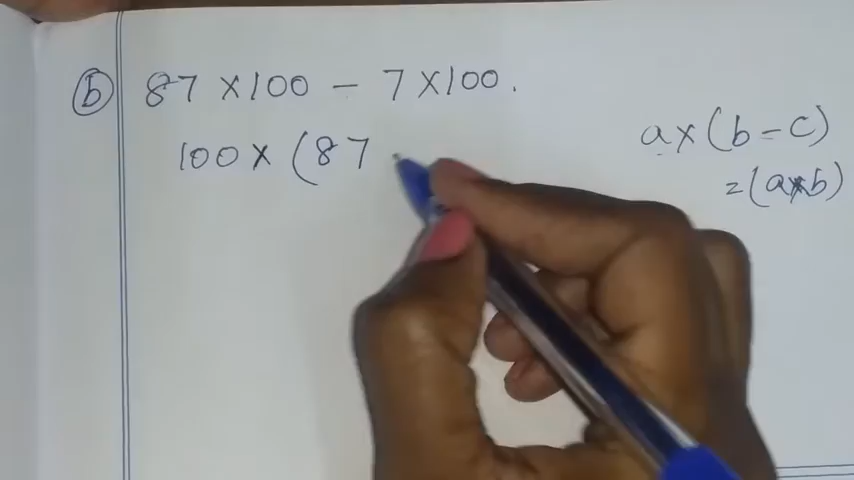 (b) 87 × 100 - 7 × 100.
100 × (87
a × (b - c)
= (a × b)